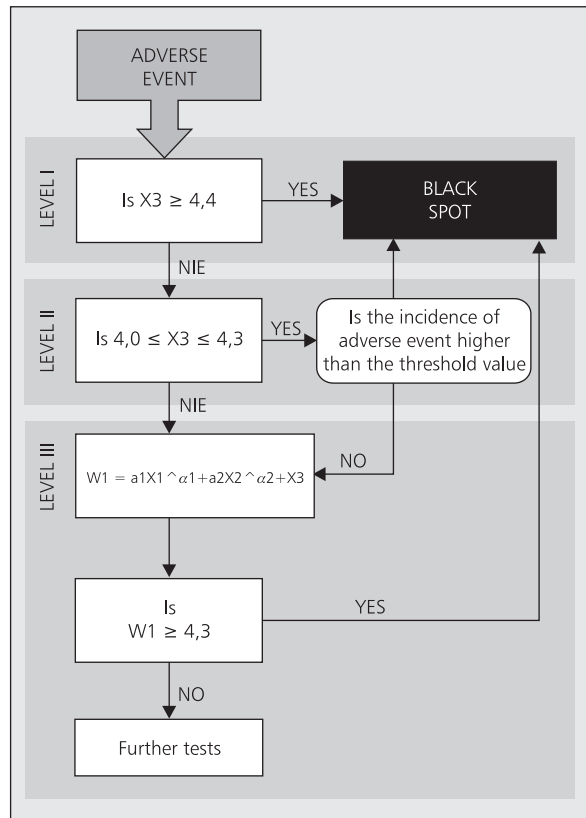 ADVERSE
EVENT
LEVEL I
Is X3 ≥ 4,4
YES
BLACK
SPOT
NIE
LEVEL II
Is 4,0 ≤ X3 ≤ 4,3
YES
Is the incidence of
adverse event higher
than the threshold value
NIE
LEVEL III
W1 = a1X1^α1+a2X2^α2+X3
NO
Is
W1 ≥ 4,3
YES
NO
Further tests